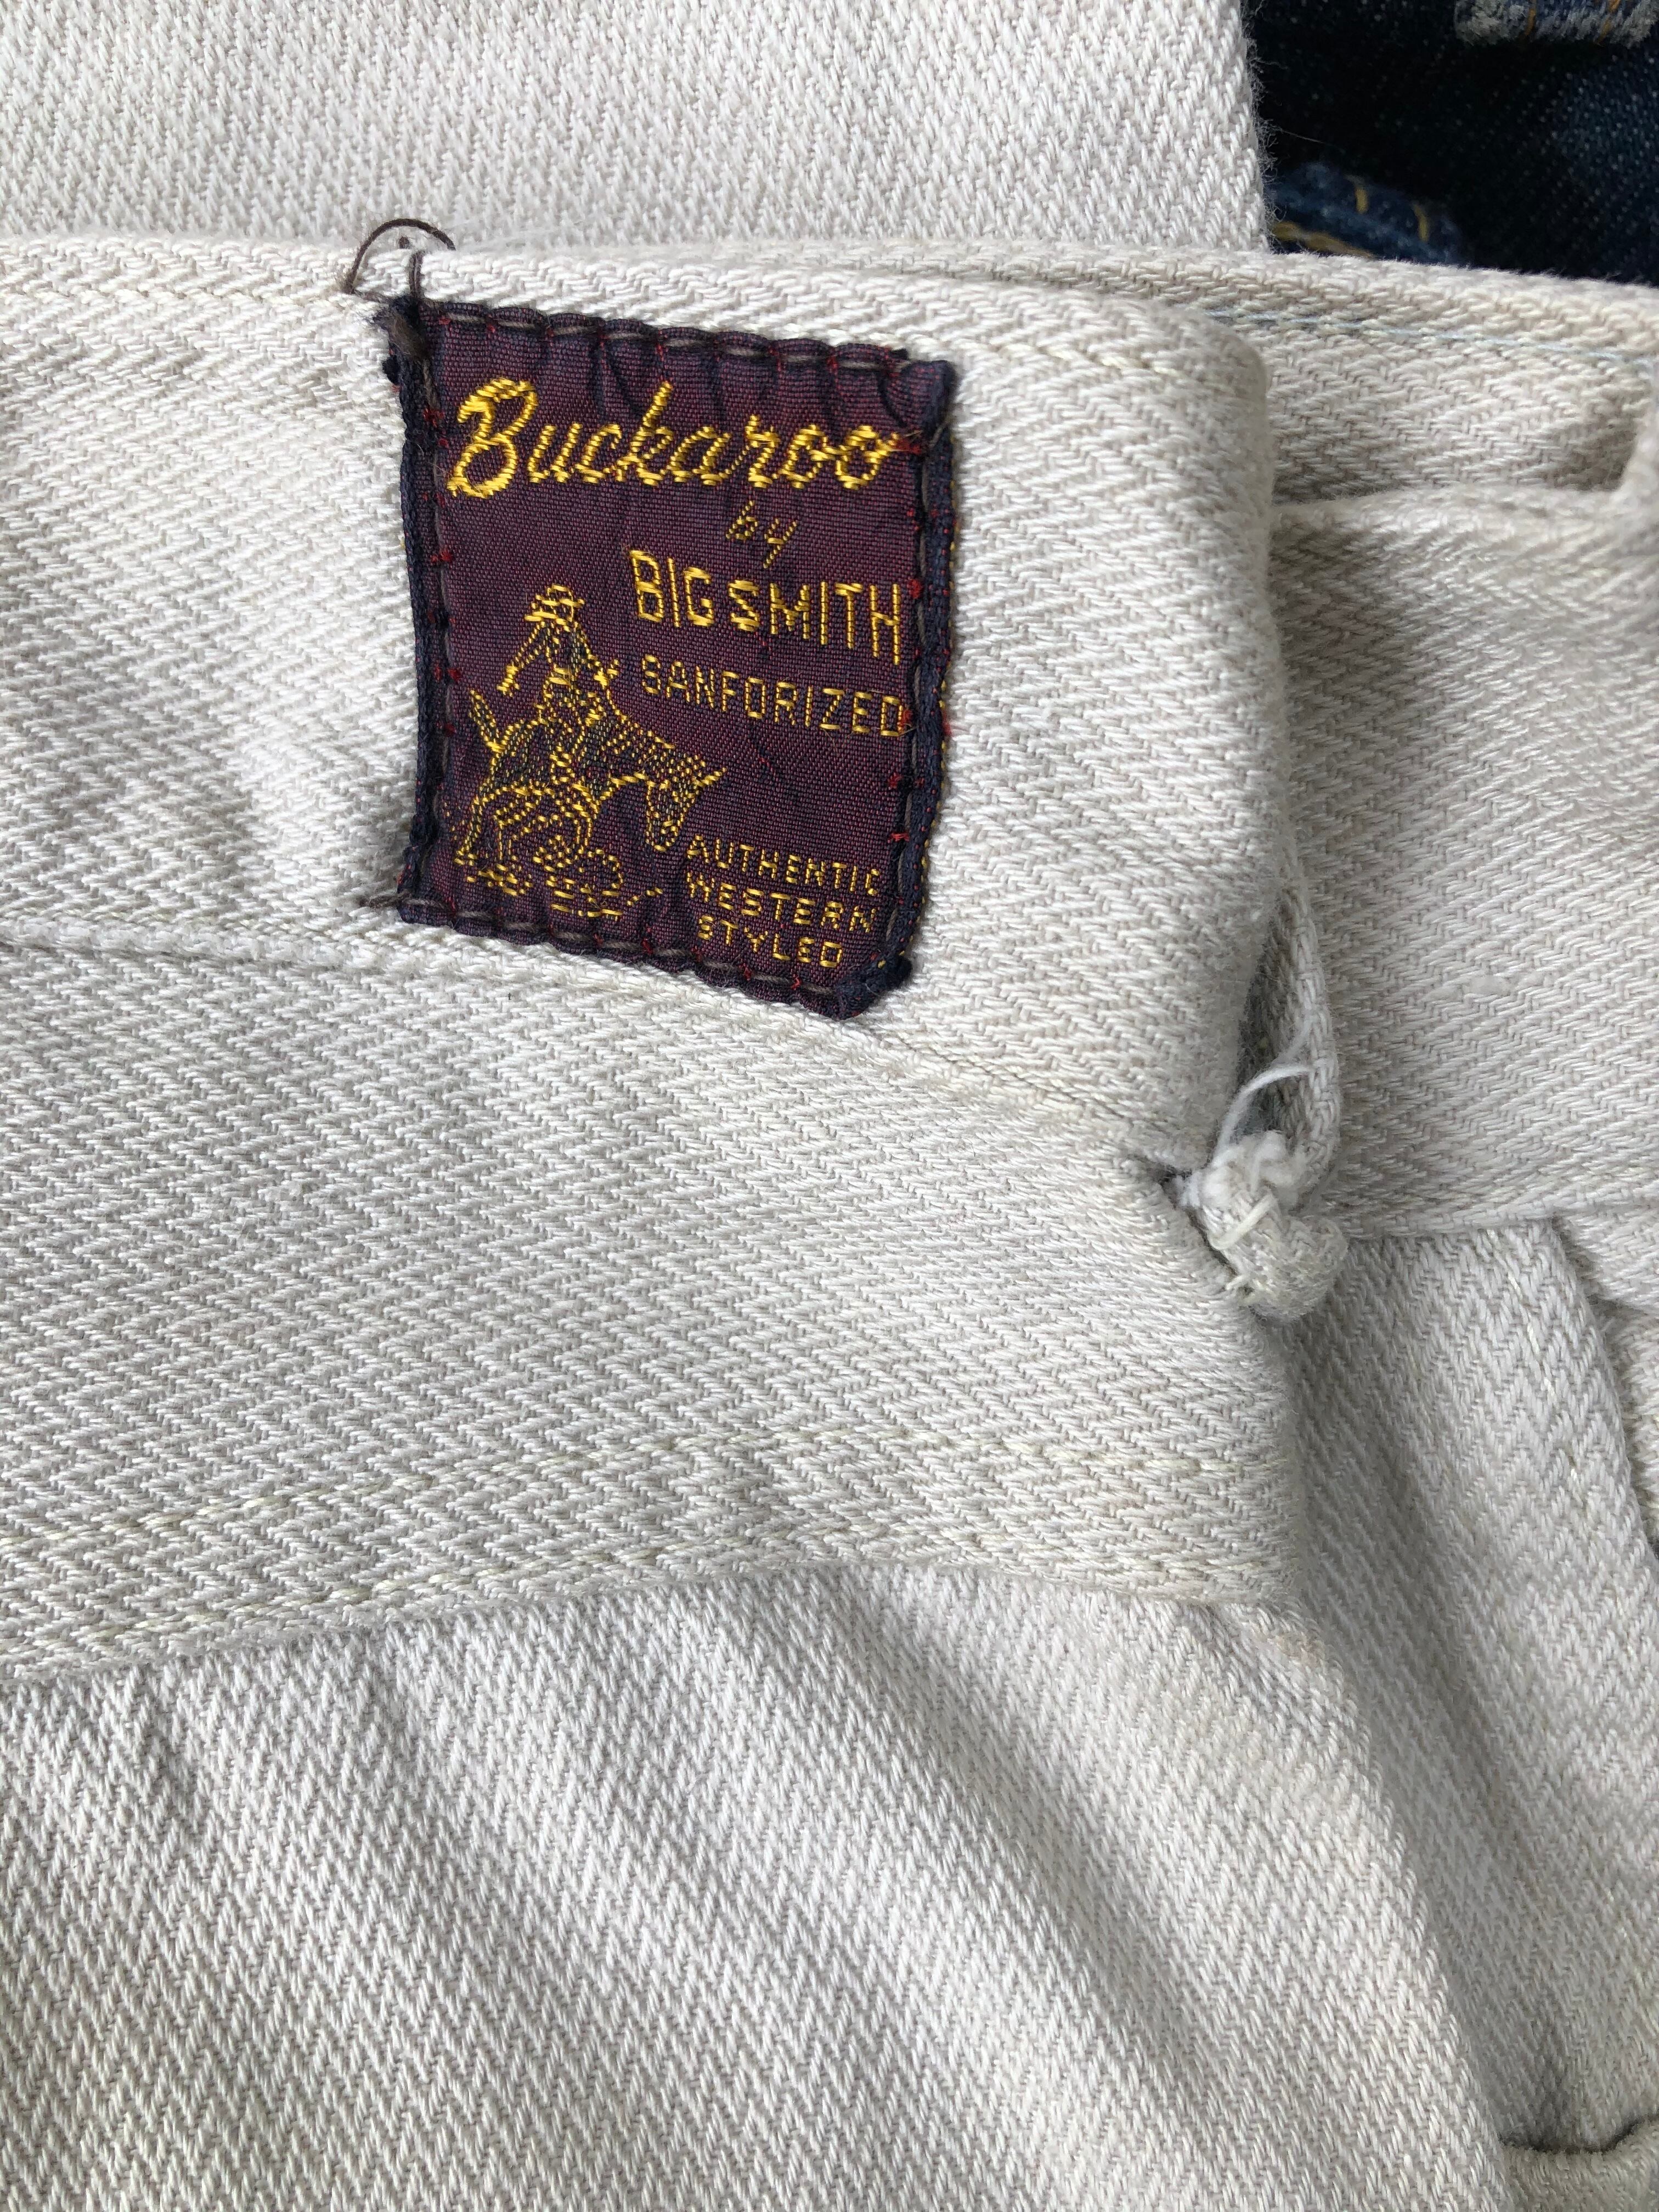 Buckaroo
by
BIG SMITH
SANFORIZED
AUTHENTIC
WESTERN
STYLED